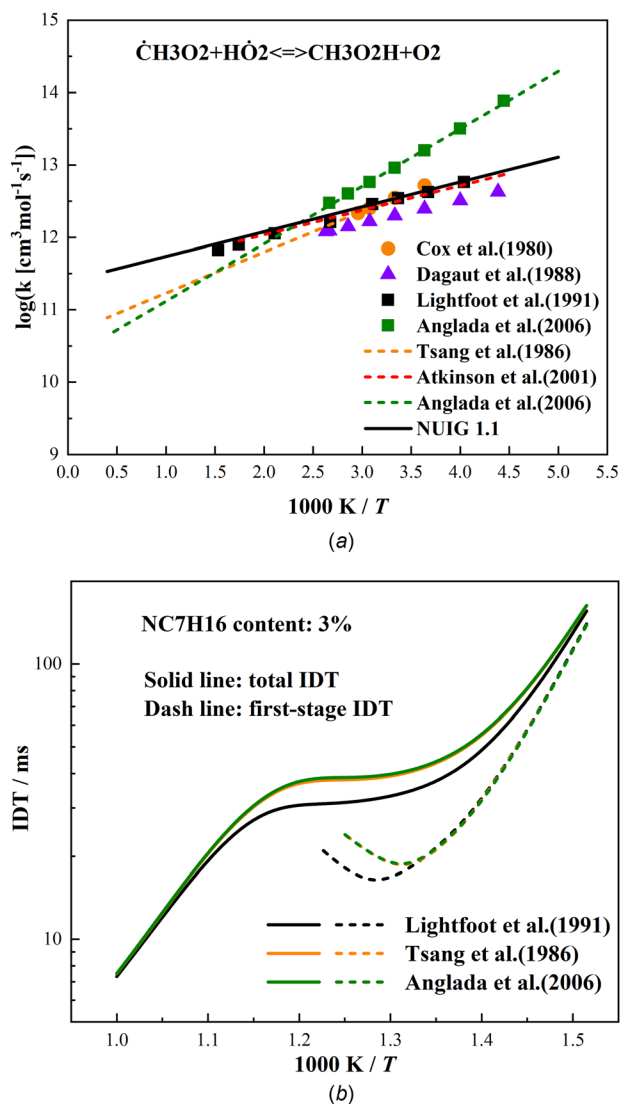 ĊH3O2+HȮ2<=>CH3O2H+O2
15
14
13
12
11
10
9
log(k [cm³mol⁻¹s⁻¹])
Cox et al.(1980)
Dagaut et al.(1988)
Lightfoot et al.(1991)
Anglada et al.(2006)
Tsang et al.(1986)
Atkinson et al.(2001)
Anglada et al.(2006)
NUIG 1.1
0.0 0.5 1.0 1.5 2.0 2.5 3.0 3.5 4.0 4.5 5.0 5.5
1000 K / T
(a)
NC7H16 content: 3%
Solid line: total IDT
Dash line: first-stage IDT
100
10
IDT / ms
Lightfoot et al.(1991)
Tsang et al.(1986)
Anglada et al.(2006)
1.0 1.1 1.2 1.3 1.4 1.5
1000 K / T
(b)